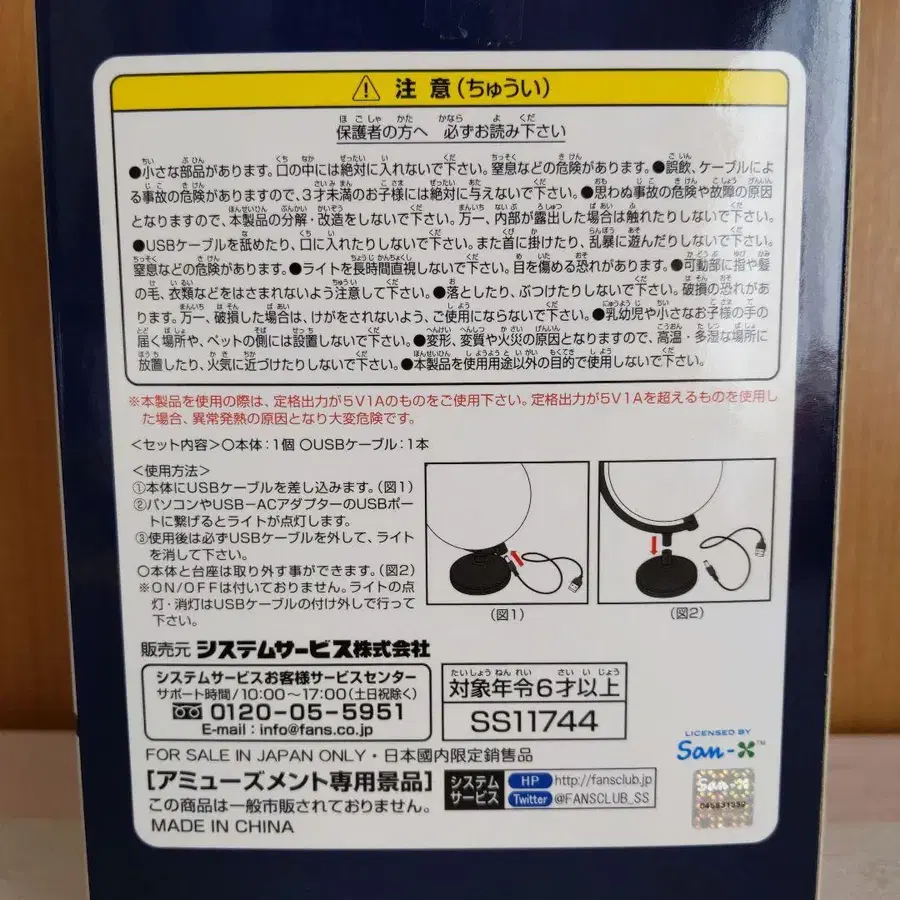 注 意(ちゅうい)
保護者の方へ 必ずお読み下さい
●小さな部品があります。口の中には絶対に入れないで下さい。窒息などの危険があります。●誤飲、ケーブルによ
る事故の危険がありますので、3才未満のお子様には絶対に与えないで下さい。●思わぬ事故の危険や故障の原因
となりますので、本製品の分解・改造をしないで下さい。万一、内部が露出した場合は触れたりしないで下さい。
●USBケーブルを舐めたり、口に入れたりしないで下さい。また首に掛けたり、乱暴に遊んだりしないで下さい。
窒息などの危険があります。●ライトを長時間直視しないで下さい。目を傷める恐れがあります。●可動部に指や髪
の毛、衣類などをはさまれないよう注意して下さい。●落としたり、ぶつけたりしないで下さい。破損の恐れがあ
ります。万一、破損した場合は、けがをされないよう、ご使用にならないで下さい。●乳幼児や小さなお子様の手の
届く場所や、ペットの側には設置しないで下さい。●変形、変質や火災の原因となりますので、高温・多湿な場所に
放置したり、火気に近づけたりしないで下さい。●本製品を使用用途以外の目的で使用しないで下さい。
※本製品を使用の際は、定格出力が5V1Aのものをご使用下さい。定格出力が5V1Aを超えるものを使用し
た場合、異常発熱の原因となり大変危険です。
<セット内容>○本体:1個 ○USBケーブル:1本
<使用方法>
①本体にUSBケーブルを差し込みます。(図1)
②パソコンやUSB-ACアダプターのUSBポー
トに繋げるとライトが点灯します。
③使用後は必ずUSBケーブルを外して、ライト
を消して下さい。
○本体と台座は取り外す事ができます。(図2)
※ON/OFFは付いておりません。ライトの点
灯・消灯はUSBケーブルの付け外しで行って
下さい。
(図1)
(図2)
販売元 システムサービス株式会社
システムサービスお客様サービスセンター
サポート時間/10:00~17:00(土日祝除く)
0120-05-5951
E-mail:info@fans.co.jp
たいしょうねんれい さいいじょう
対象年令6才以上
SS11744
FOR SALE IN JAPAN ONLY・日本國内限定銷售品
[アミューズメント専用景品]
この商品は一般市販されておりません。
MADE IN CHINA
システム
サービス
HP http://fansclub.jp
Twitter @FANSCLUB_SS
LICENSED BY
San-X™
San-X